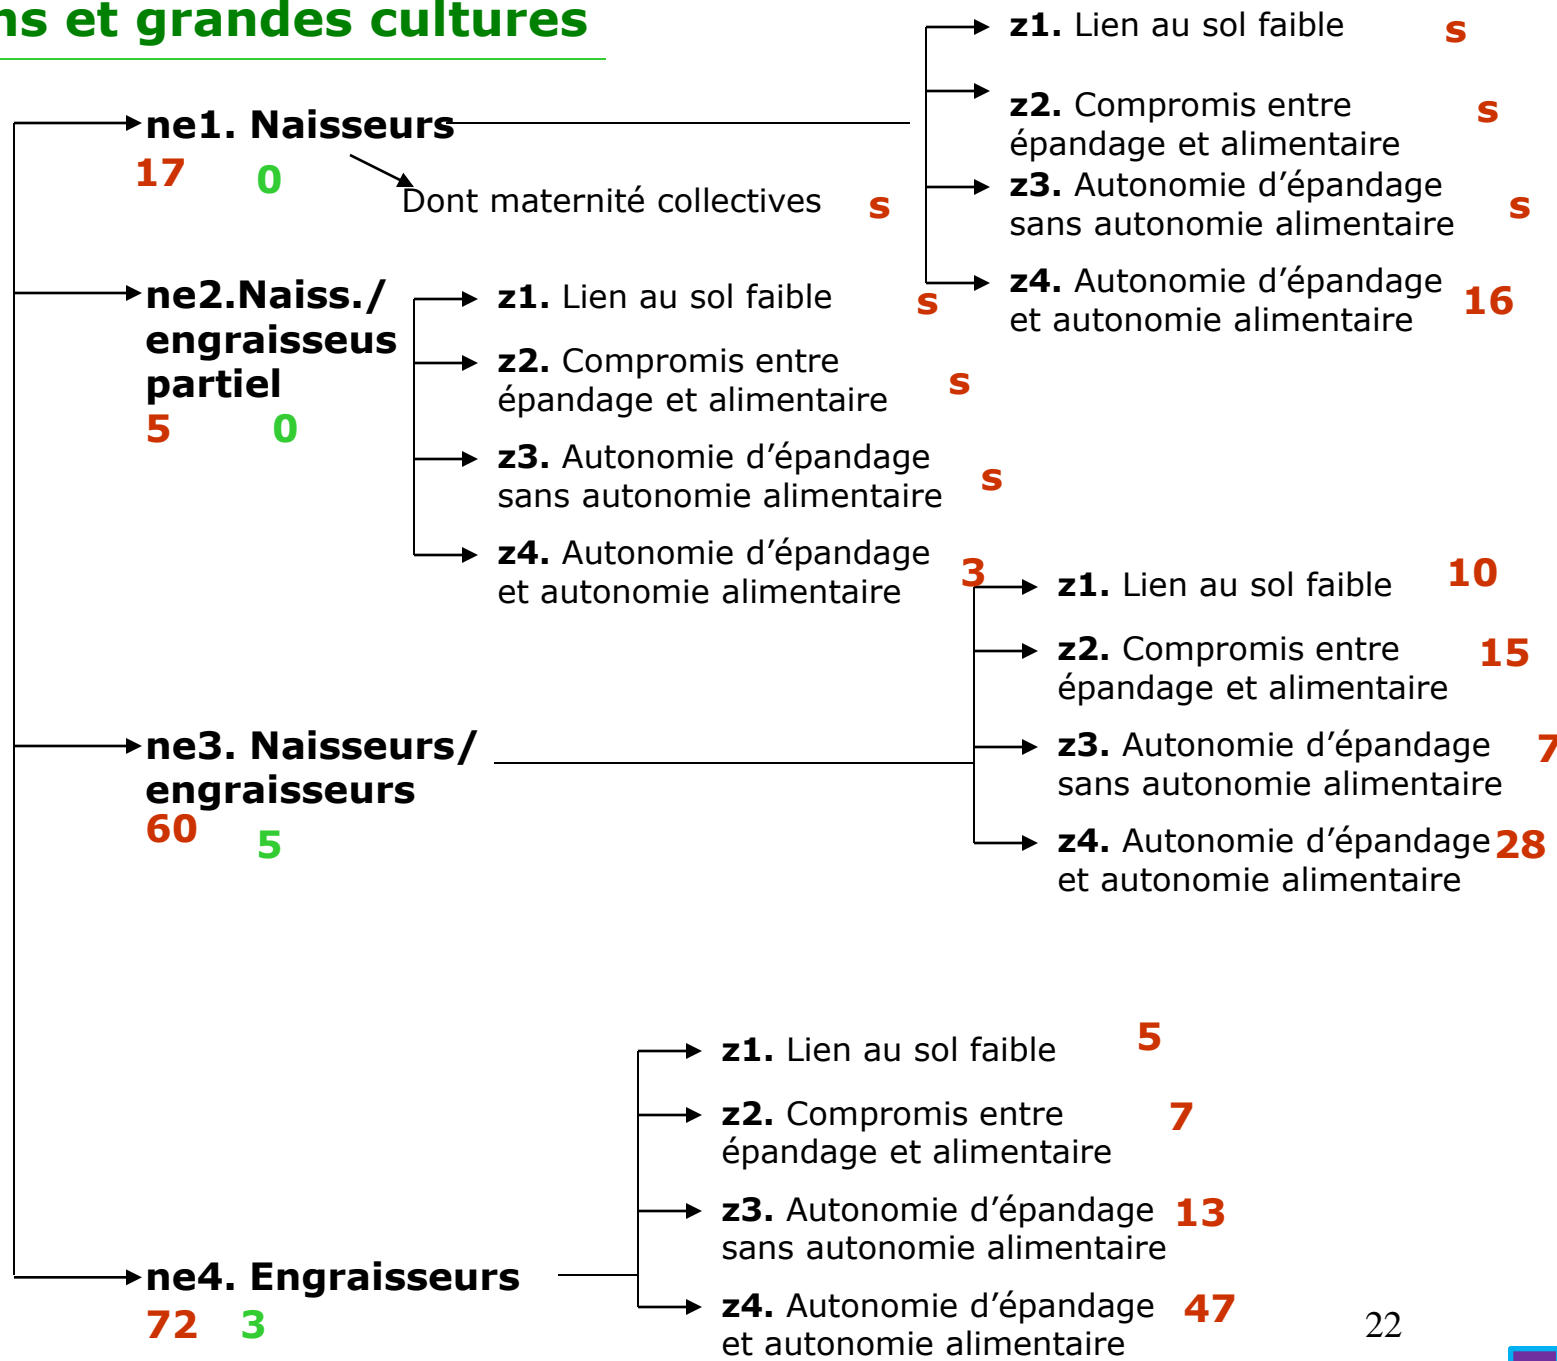 ns et grandes cultures
ne1. Naisseurs
17 0
Dont maternité collectives s
z1. Lien au sol faible s
z2. Compromis entre s
épandage et alimentaire
z3. Autonomie d’épandage s
sans autonomie alimentaire
z4. Autonomie d’épandage 16
et autonomie alimentaire
ne2.Naiss./
engraisseus
partiel
5 0
z1. Lien au sol faible s
z2. Compromis entre s
épandage et alimentaire
z3. Autonomie d’épandage s
sans autonomie alimentaire
z4. Autonomie d’épandage 3
et autonomie alimentaire
ne3. Naisseurs/
engraisseurs
60 5
z1. Lien au sol faible 10
z2. Compromis entre 15
épandage et alimentaire
z3. Autonomie d’épandage 7
sans autonomie alimentaire
z4. Autonomie d’épandage 28
et autonomie alimentaire
ne4. Engraisseurs
72 3
z1. Lien au sol faible 5
z2. Compromis entre 7
épandage et alimentaire
z3. Autonomie d’épandage 13
sans autonomie alimentaire
z4. Autonomie d’épandage 47
et autonomie alimentaire
22